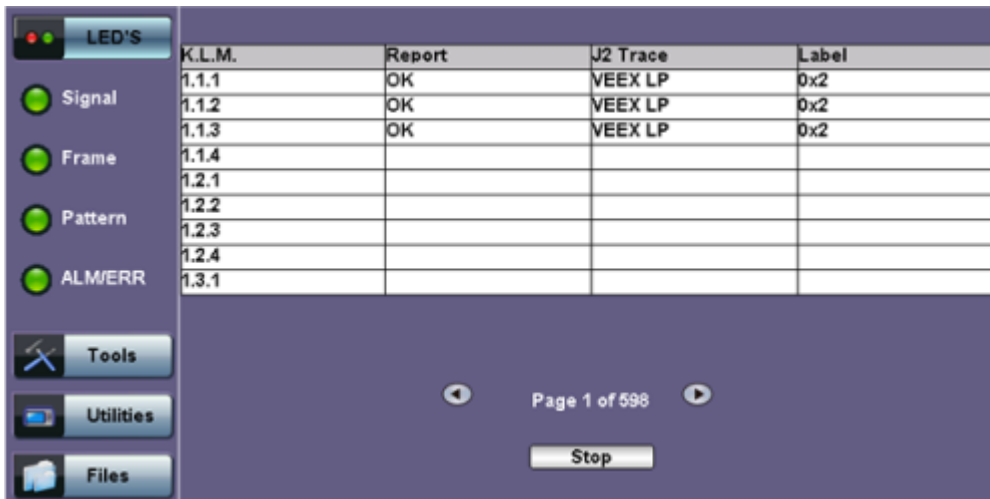 LED'S
Signal
Frame
Pattern
ALM/ERR
Tools
Utilities
Files
K.L.M. Report J2 Trace Label
1.1.1 OK VEEX LP 0x2
1.1.2 OK VEEX LP 0x2
1.1.3 OK VEEX LP 0x2
1.1.4
1.2.1
1.2.2
1.2.3
1.2.4
1.3.1
Page 1 of 598
Stop